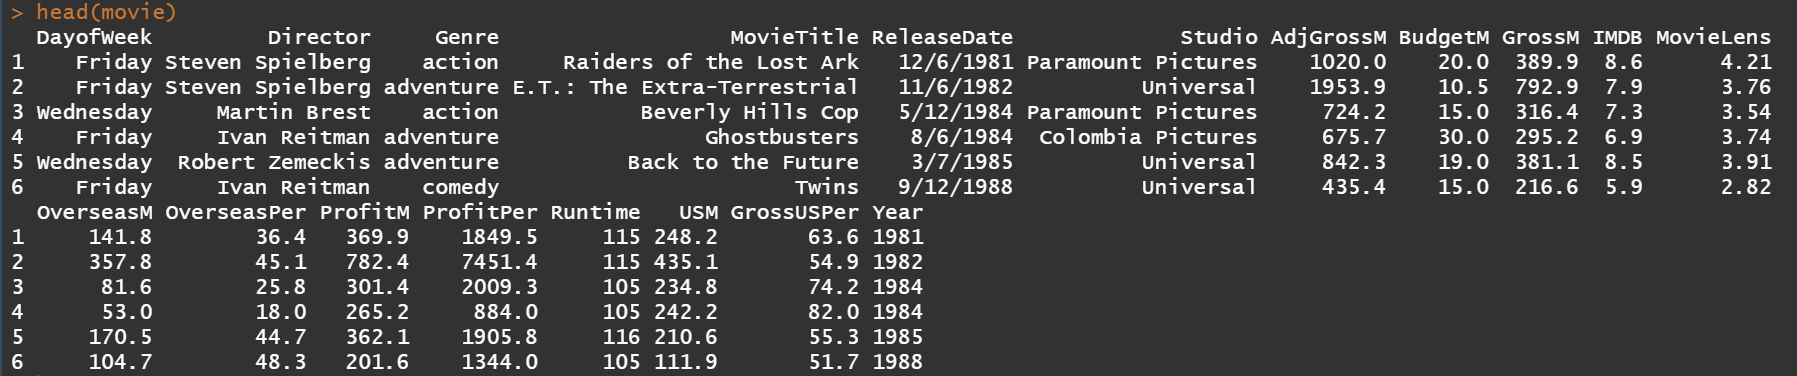 > head(movie)
  DayofWeek         Director     Genre                  MovieTitle ReleaseDate             Studio AdjGrossM BudgetM GrossM IMDB MovieLens
1    Friday Steven Spielberg    action     Raiders of the Lost Ark   12/6/1981 Paramount Pictures    1020.0    20.0  389.9  8.6      4.21
2    Friday Steven Spielberg adventure E.T.: The Extra-Terrestrial   11/6/1982          Universal    1953.9    10.5  792.9  7.9      3.76
3 Wednesday     Martin Brest    action           Beverly Hills Cop   5/12/1984 Paramount Pictures     724.2    15.0  316.4  7.3      3.54
4    Friday     Ivan Reitman adventure                Ghostbusters    8/6/1984  Colombia Pictures     675.7    30.0  295.2  6.9      3.74
5 Wednesday  Robert Zemeckis adventure          Back to the Future    3/7/1985          Universal     842.3    19.0  381.1  8.5      3.91
6    Friday     Ivan Reitman    comedy                       Twins   9/12/1988          Universal     435.4    15.0  216.6  5.9      2.82
  OverseasM OverseasPer ProfitM ProfitPer Runtime   USM GrossUSPer Year
1     141.8        36.4   369.9    1849.5     115 248.2       63.6 1981
2     357.8        45.1   782.4    7451.4     115 435.1       54.9 1982
3      81.6        25.8   301.4    2009.3     105 234.8       74.2 1984
4      53.0        18.0   265.2     884.0     105 242.2       82.0 1984
5     170.5        44.7   362.1    1905.8     116 210.6       55.3 1985
6     104.7        48.3   201.6    1344.0     105 111.9       51.7 1988